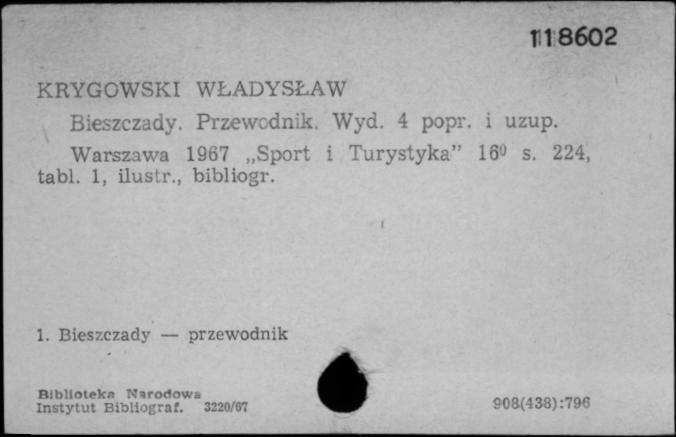 118602
KRYGOWSKI WŁADYSŁAW
Bieszczady. Przewodnik. Wyd. 4 popr. i uzup.
Warszawa 1967 „Sport i Turystyka” 16⁰ s. 224,
tabl. 1, ilustr., bibliogr.
1. Bieszczady — przewodnik
Biblioteka Narodowa
Instytut Bibliograf. 3220/67
908(438):796